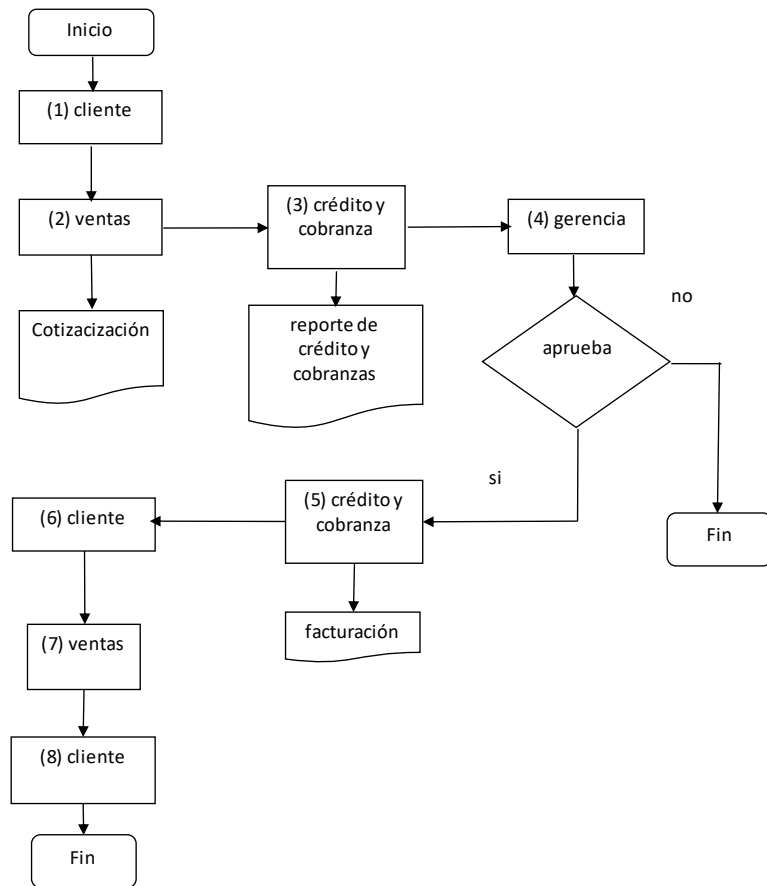 Inicio
(1) cliente
(2) ventas
(3) crédito y
cobranza
(4) gerencia
Cotizacización
reporte de
crédito y
cobranzas
aprueba
no
si
(5) crédito y
cobranza
(6) cliente
Fin
facturación
(7) ventas
(8) cliente
Fin